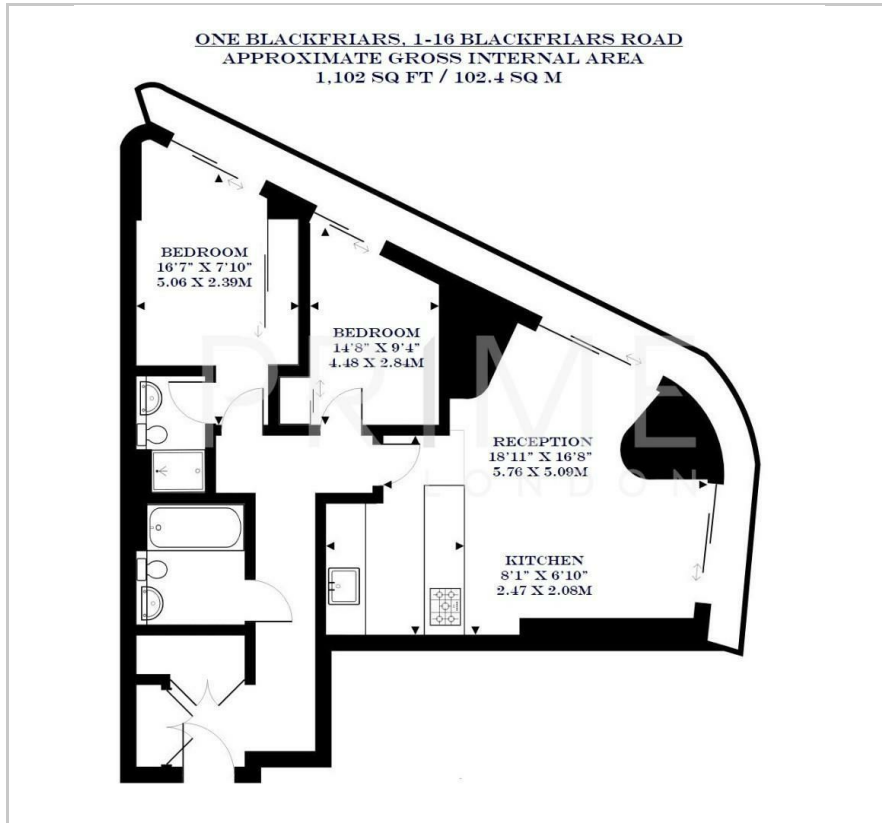 ONE BLACKFRIARS, 1-16 BLACKFRIARS ROAD
APPROXIMATE GROSS INTERNAL AREA
1,102 SQ FT / 102.4 SQ M
BEDROOM
16'7" X 7'10"
5.06 X 2.39M
BEDROOM
14'8" X 9'4"
4.48 X 2.84M
PRIME
LONDON
RECEPTION
18'11" X 16'8"
5.76 X 5.09M
KITCHEN
8'1" X 6'10"
2.47 X 2.08M